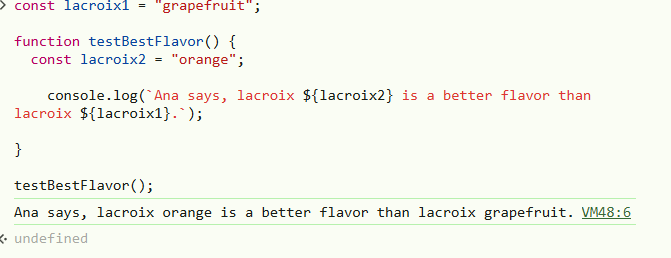 const lacroix1 = "grapefruit";
function testBestFlavor() {
const lacroix2 = "orange";
console.log(`Ana says, lacroix ${lacroix2} is a better flavor than
lacroix ${lacroix1}.`);
}
testBestFlavor();
Ana says, lacroix orange is a better flavor than lacroix grapefruit. VM48:6
undefined